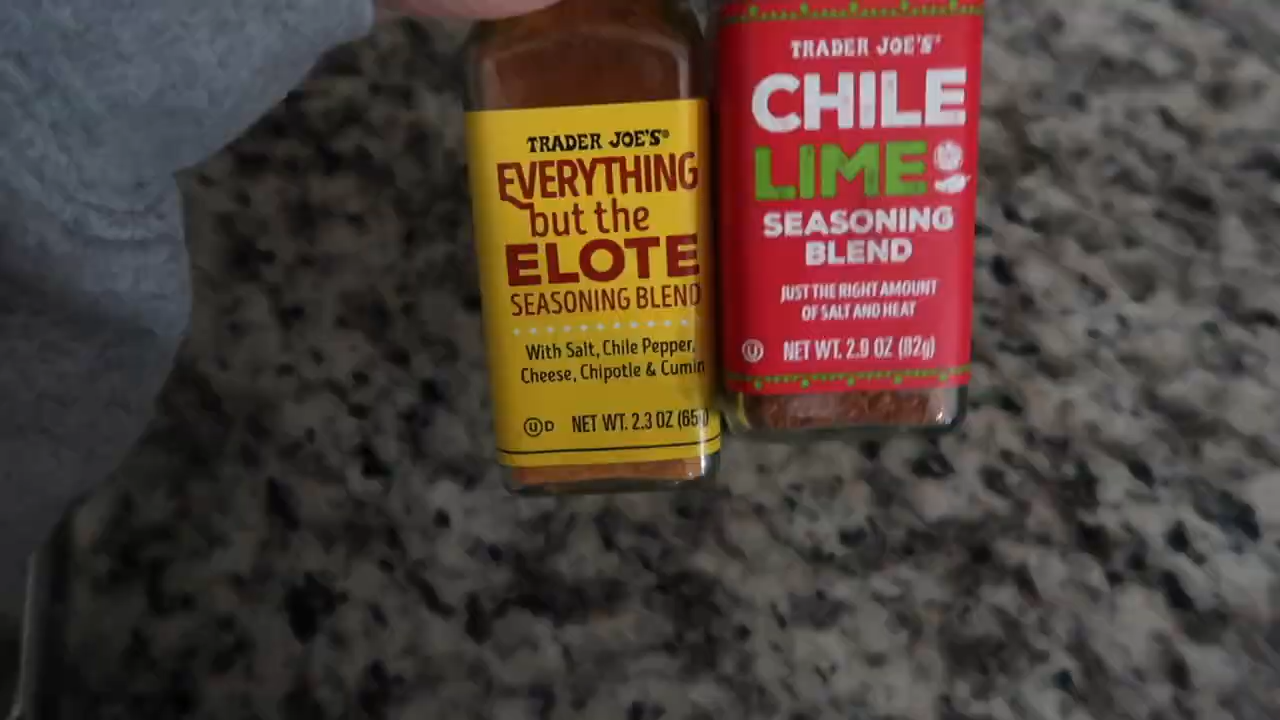 TRADER JOE'S®
EVERYTHING
but the
ELOTE
SEASONING BLEND
With Salt, Chile Pepper,
Cheese, Chipotle & Cumin
Ⓤ D NET WT. 2.3 OZ (65g)
TRADER JOE'S®
CHILE
LIME
SEASONING
BLEND
JUST THE RIGHT AMOUNT
OF SALT AND HEAT
Ⓤ NET WT. 2.9 OZ (82g)